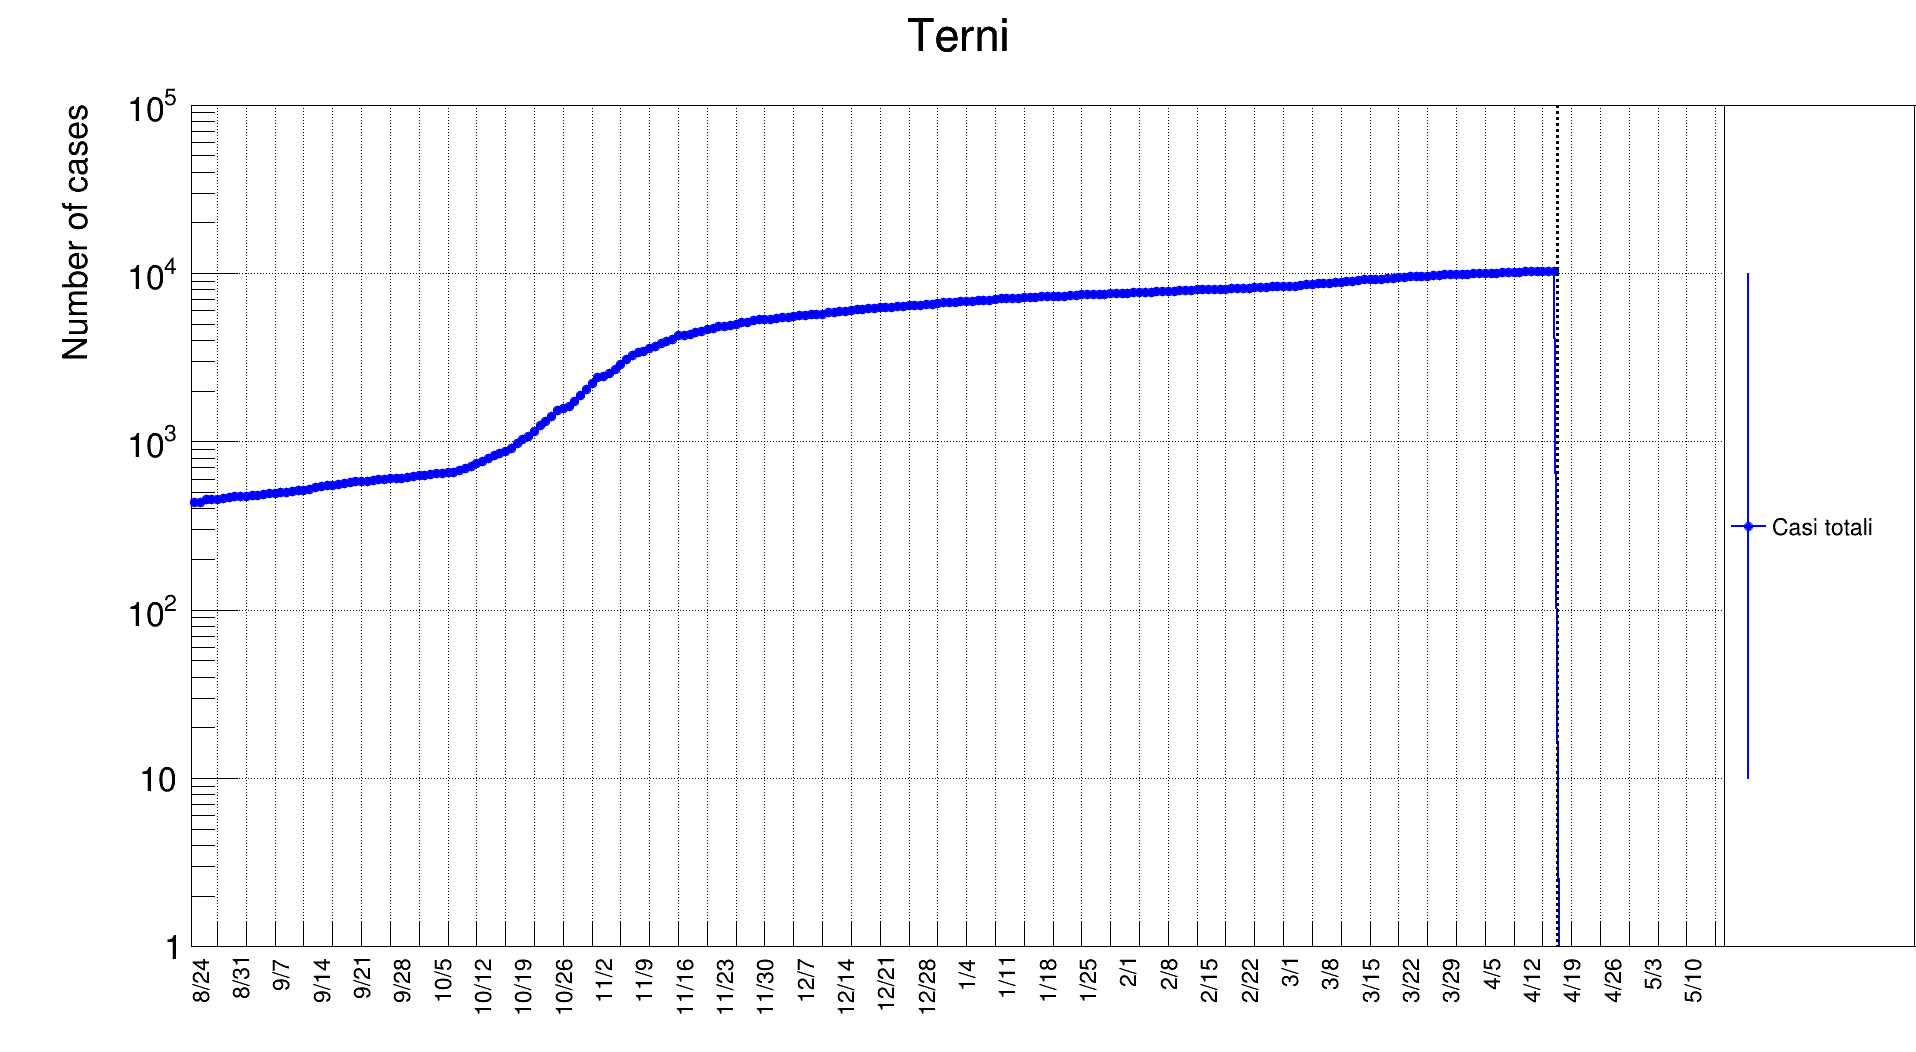 Terni
Number of cases
10^5
10^4
10^3
10^2
10
1
8/24 8/31 9/7 9/14 9/21 9/28 10/5 10/12 10/19 10/26 11/2 11/9 11/16 11/23 11/30 12/7 12/14 12/21 12/28 1/4 1/11 1/18 1/25 2/1 2/8 2/15 2/22 3/1 3/8 3/15 3/22 3/29 4/5 4/12 4/19 4/26 5/3 5/10
Casi totali